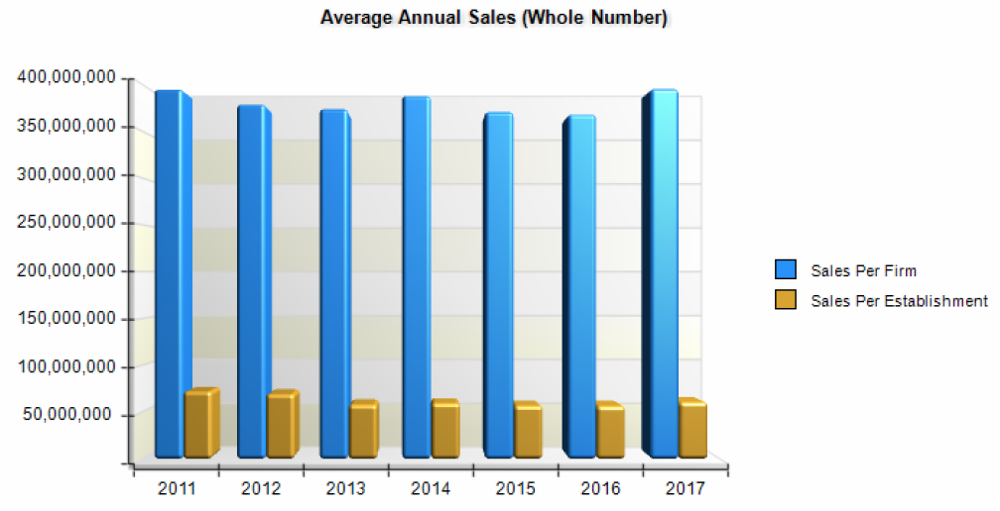 Average Annual Sales (Whole Number)
400,000,000
350,000,000
300,000,000
250,000,000
200,000,000
150,000,000
100,000,000
50,000,000
2011 2012 2013 2014 2015 2016 2017
Sales Per Firm
Sales Per Establishment